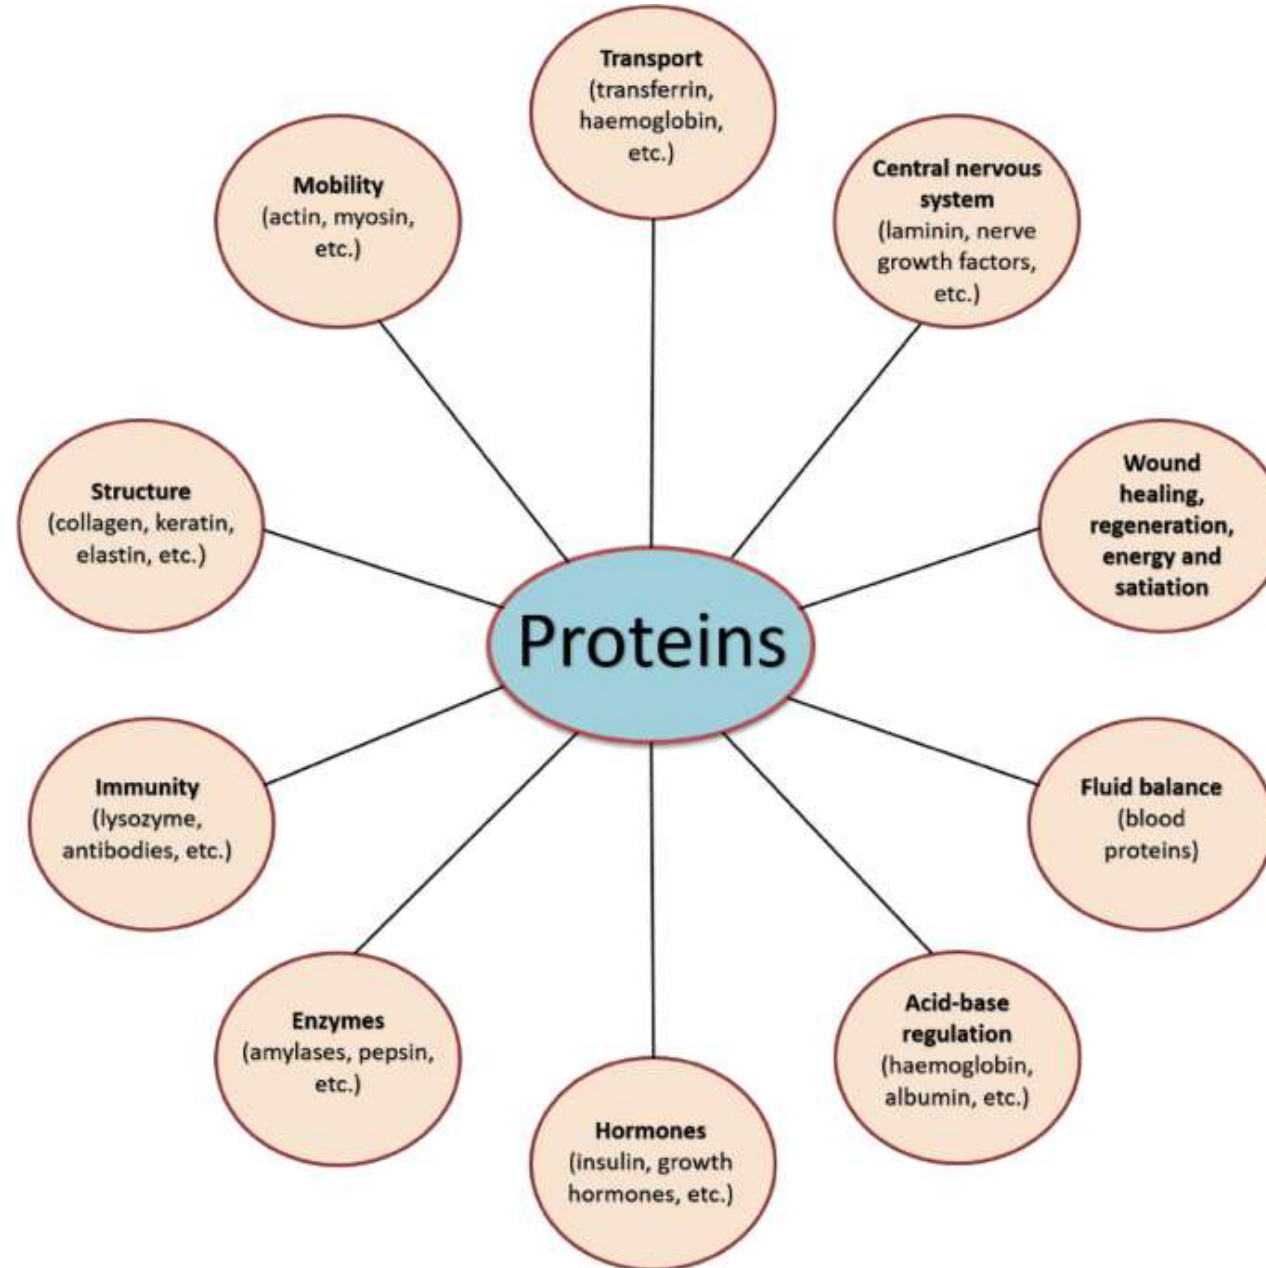 Transport
(transferrin,
haemoglobin,
etc.)
Mobility
(actin, myosin,
etc.)
Central nervous
system
(laminin, nerve
growth factors,
etc.)
Structure
(collagen, keratin,
elastin, etc.)
Wound
healing,
regeneration,
energy and
satiation
Proteins
Immunity
(lysozyme,
antibodies, etc.)
Fluid balance
(blood
proteins)
Enzymes
(amylases, pepsin,
etc.)
Acid-base
regulation
(haemoglobin,
albumin, etc.)
Hormones
(insulin, growth
hormones, etc.)